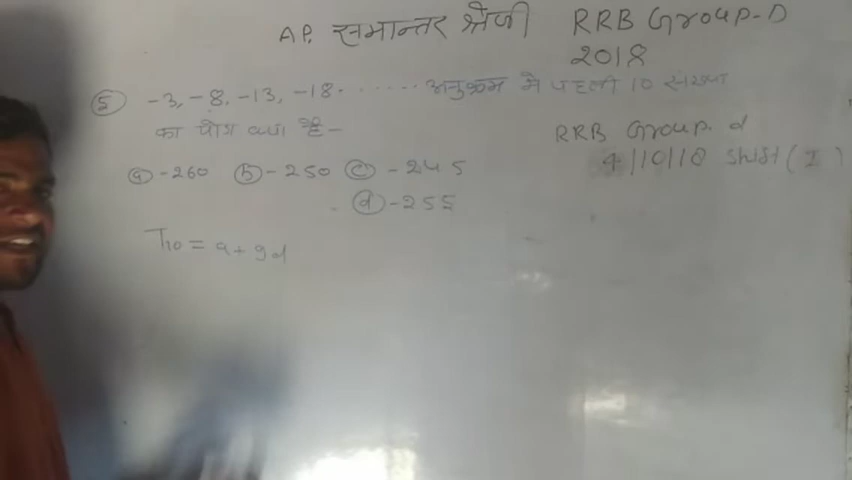 A.P. समान्तर श्रेणी RRB Group-D
2018
(5) -3, -8, -13, -18. ...... अनुक्रम मे पहली 10 संख्या
का योग क्या है -
RRB Group d
9/10/18 shift (I)
(a) -260 (b) -250 (c) -245
(d) -255
T10 = a + 9d